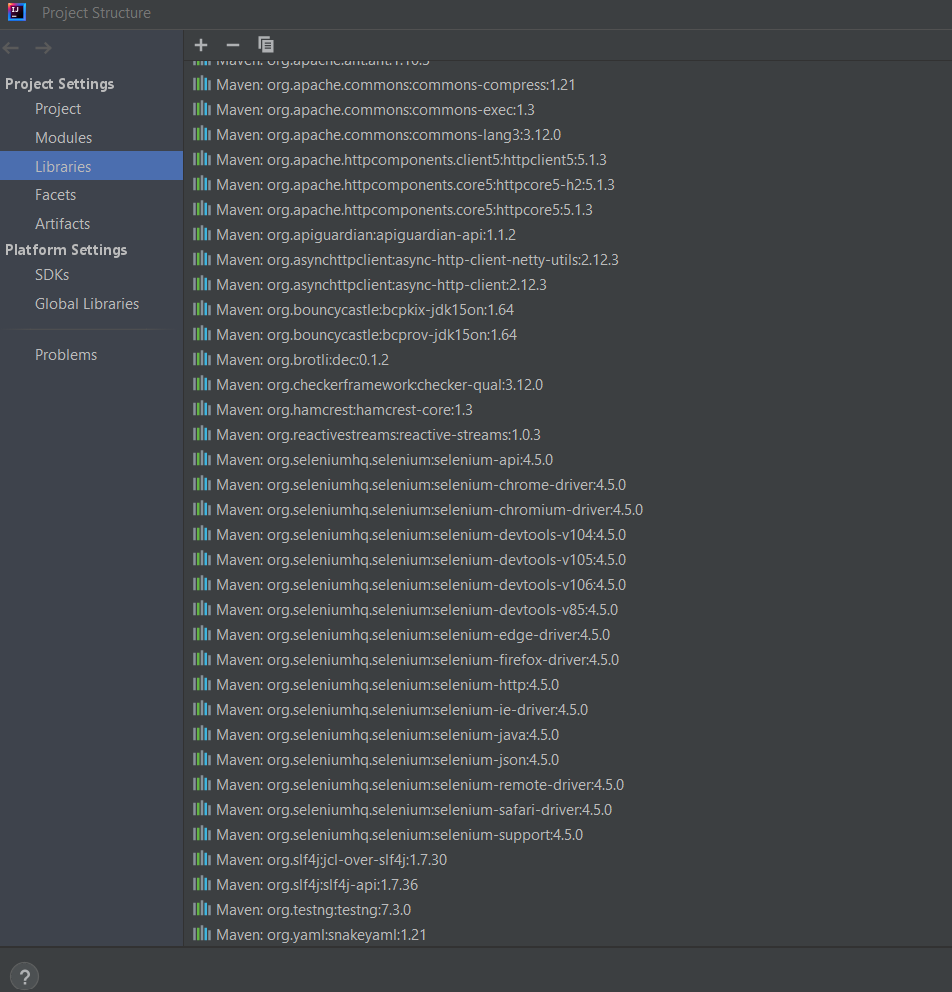 Project Structure
Project Settings
Project
Modules
Libraries
Facets
Artifacts
Platform Settings
SDKs
Global Libraries
Problems
Maven: org.apache.ant:ant:1.10.3
Maven: org.apache.commons:commons-compress:1.21
Maven: org.apache.commons:commons-exec:1.3
Maven: org.apache.commons:commons-lang3:3.12.0
Maven: org.apache.httpcomponents.client5:httpclient5:5.1.3
Maven: org.apache.httpcomponents.core5:httpcore5-h2:5.1.3
Maven: org.apache.httpcomponents.core5:httpcore5:5.1.3
Maven: org.apiguardian:apiguardian-api:1.1.2
Maven: org.asynchttpclient:async-http-client-netty-utils:2.12.3
Maven: org.asynchttpclient:async-http-client:2.12.3
Maven: org.bouncycastle:bcpkix-jdk15on:1.64
Maven: org.bouncycastle:bcprov-jdk15on:1.64
Maven: org.brotli:dec:0.1.2
Maven: org.checkerframework:checker-qual:3.12.0
Maven: org.hamcrest:hamcrest-core:1.3
Maven: org.reactivestreams:reactive-streams:1.0.3
Maven: org.seleniumhq.selenium:selenium-api:4.5.0
Maven: org.seleniumhq.selenium:selenium-chrome-driver:4.5.0
Maven: org.seleniumhq.selenium:selenium-chromium-driver:4.5.0
Maven: org.seleniumhq.selenium:selenium-devtools-v104:4.5.0
Maven: org.seleniumhq.selenium:selenium-devtools-v105:4.5.0
Maven: org.seleniumhq.selenium:selenium-devtools-v106:4.5.0
Maven: org.seleniumhq.selenium:selenium-devtools-v85:4.5.0
Maven: org.seleniumhq.selenium:selenium-edge-driver:4.5.0
Maven: org.seleniumhq.selenium:selenium-firefox-driver:4.5.0
Maven: org.seleniumhq.selenium:selenium-http:4.5.0
Maven: org.seleniumhq.selenium:selenium-ie-driver:4.5.0
Maven: org.seleniumhq.selenium:selenium-java:4.5.0
Maven: org.seleniumhq.selenium:selenium-json:4.5.0
Maven: org.seleniumhq.selenium:selenium-remote-driver:4.5.0
Maven: org.seleniumhq.selenium:selenium-safari-driver:4.5.0
Maven: org.seleniumhq.selenium:selenium-support:4.5.0
Maven: org.slf4j:jcl-over-slf4j:1.7.30
Maven: org.slf4j:slf4j-api:1.7.36
Maven: org.testng:testng:7.3.0
Maven: org.yaml:snakeyaml:1.21
?